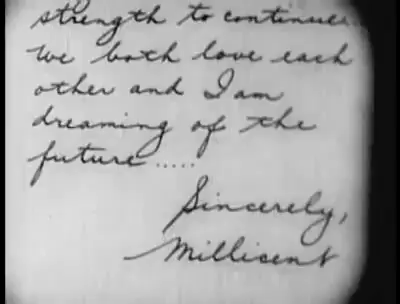 strength to continue.
We both love each
other and I am
dreaming of the
future.....
Sincerely,
Millicent